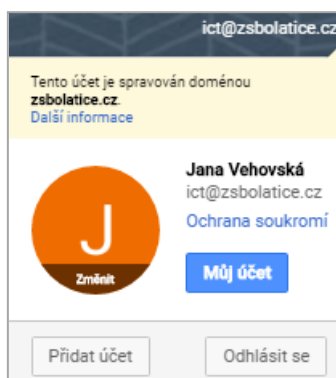 ict@zsbolatice.cz
Tento účet je spravován doménou
zsbolatice.cz.
Další informace
Jana Vehovská
ict@zsbolatice.cz
Ochrana soukromí
J
Změnit
Můj účet
Přidat účet
Odhlásit se